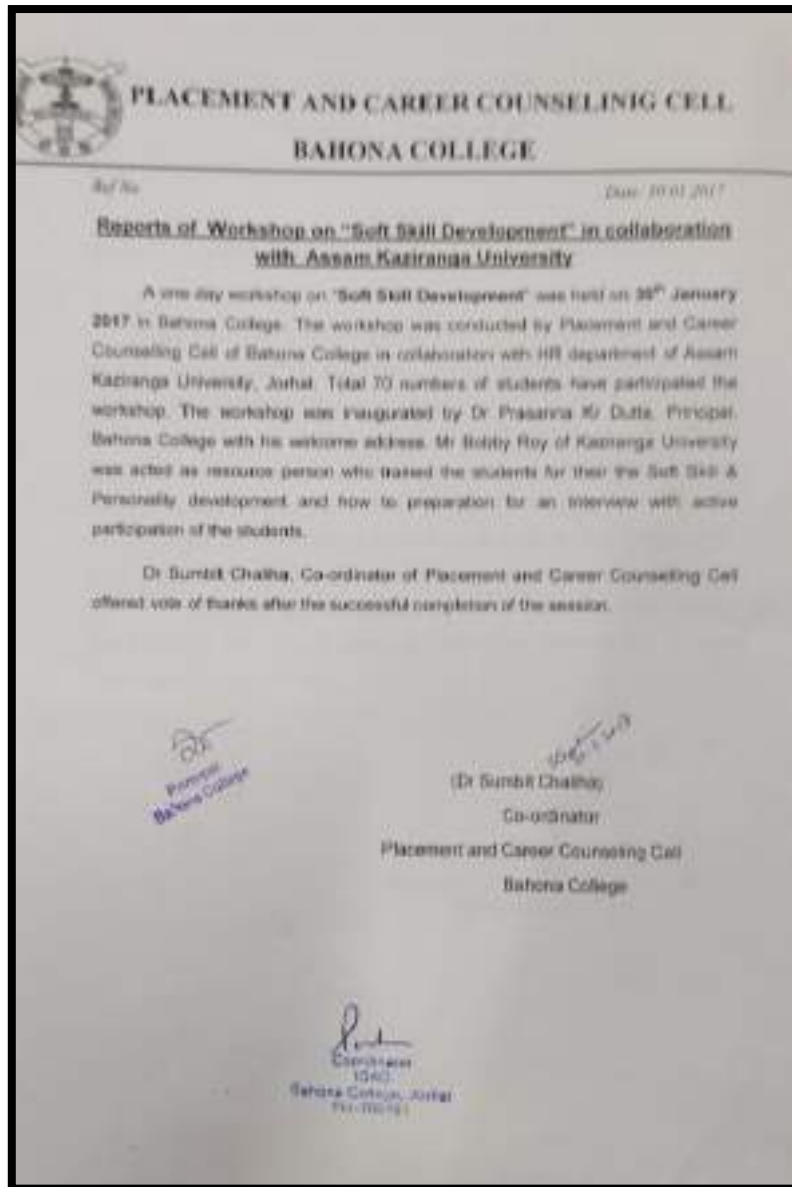 PLACEMENT AND CAREER COUNSELINIG CELL
BAHONA COLLEGE
Ref No
Date: 2017
Reports of Workshop on "Soft Skill Development" in collaboration
with Assam Kaziranga University
A one day workshop on "Soft Skill Development" was held on January
2017 in Bahona College. The workshop was conducted by Placement and Career
Counselling Cell of Bahona College in collaboration with HR department of Assam
Kaziranga University, Jorhat. Total 70 numbers of students have participated the
workshop. The workshop was inaugurated by Dr Prasanna Kr Dutta, Principal,
Bahona College with his welcome address. Mr Bobby Roy of Kaziranga University
was acted as resource person who trained the students for their the Soft Skill &
Personality development and how to preparation for an Interview with active
participation of the students.
Dr Sumbit Chaliha, Co-ordinator of Placement and Career Counselling Cell
offered vote of thanks after the successful completion of the session.
Principal
Bahona College
(Dr Sumbit Chaliha)
Co-ordinator
Placement and Career Counseling Cell
Bahona College
Coordinator
IQAC
Bahona College, Jorhat